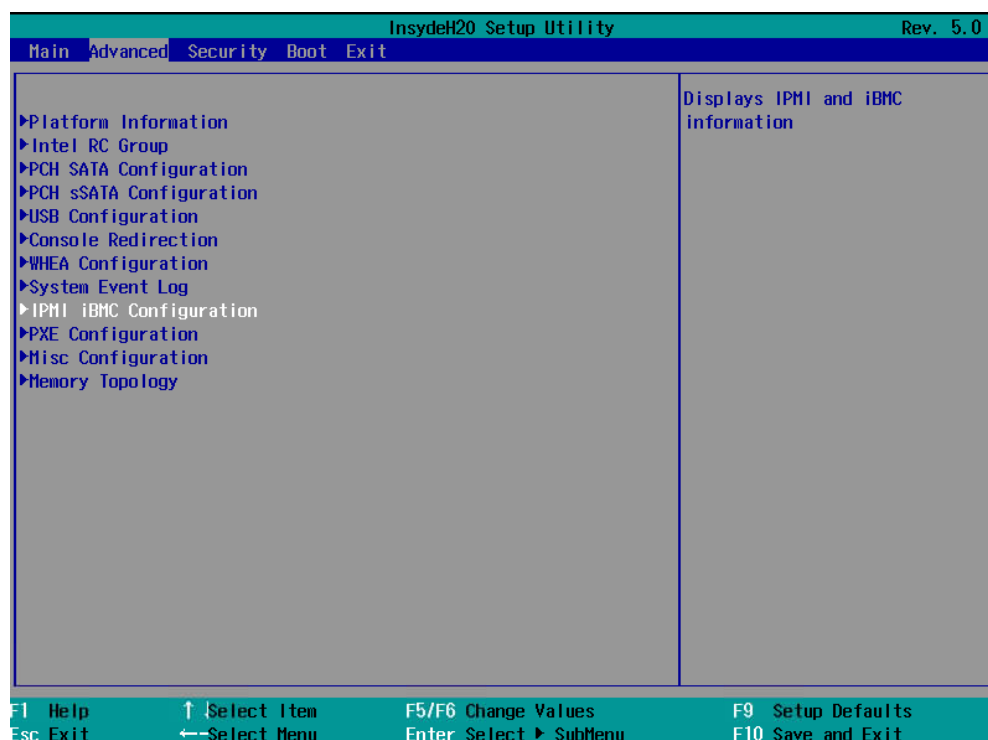 InsydeH20 Setup Utility Rev. 5.0
Main Advanced Security Boot Exit
Displays IPMI and iBMC
information
▶Platform Information
▶Intel RC Group
▶PCH SATA Configuration
▶PCH sSATA Configuration
▶USB Configuration
▶Console Redirection
▶WHEA Configuration
▶System Event Log
▶IPMI iBMC Configuration
▶PXE Configuration
▶Misc Configuration
▶Memory Topology
F1 Help ↑ ↓Select Item F5/F6 Change Values F9 Setup Defaults
Esc Exit ←→Select Menu Enter Select ▶ SubMenu F10 Save and Exit